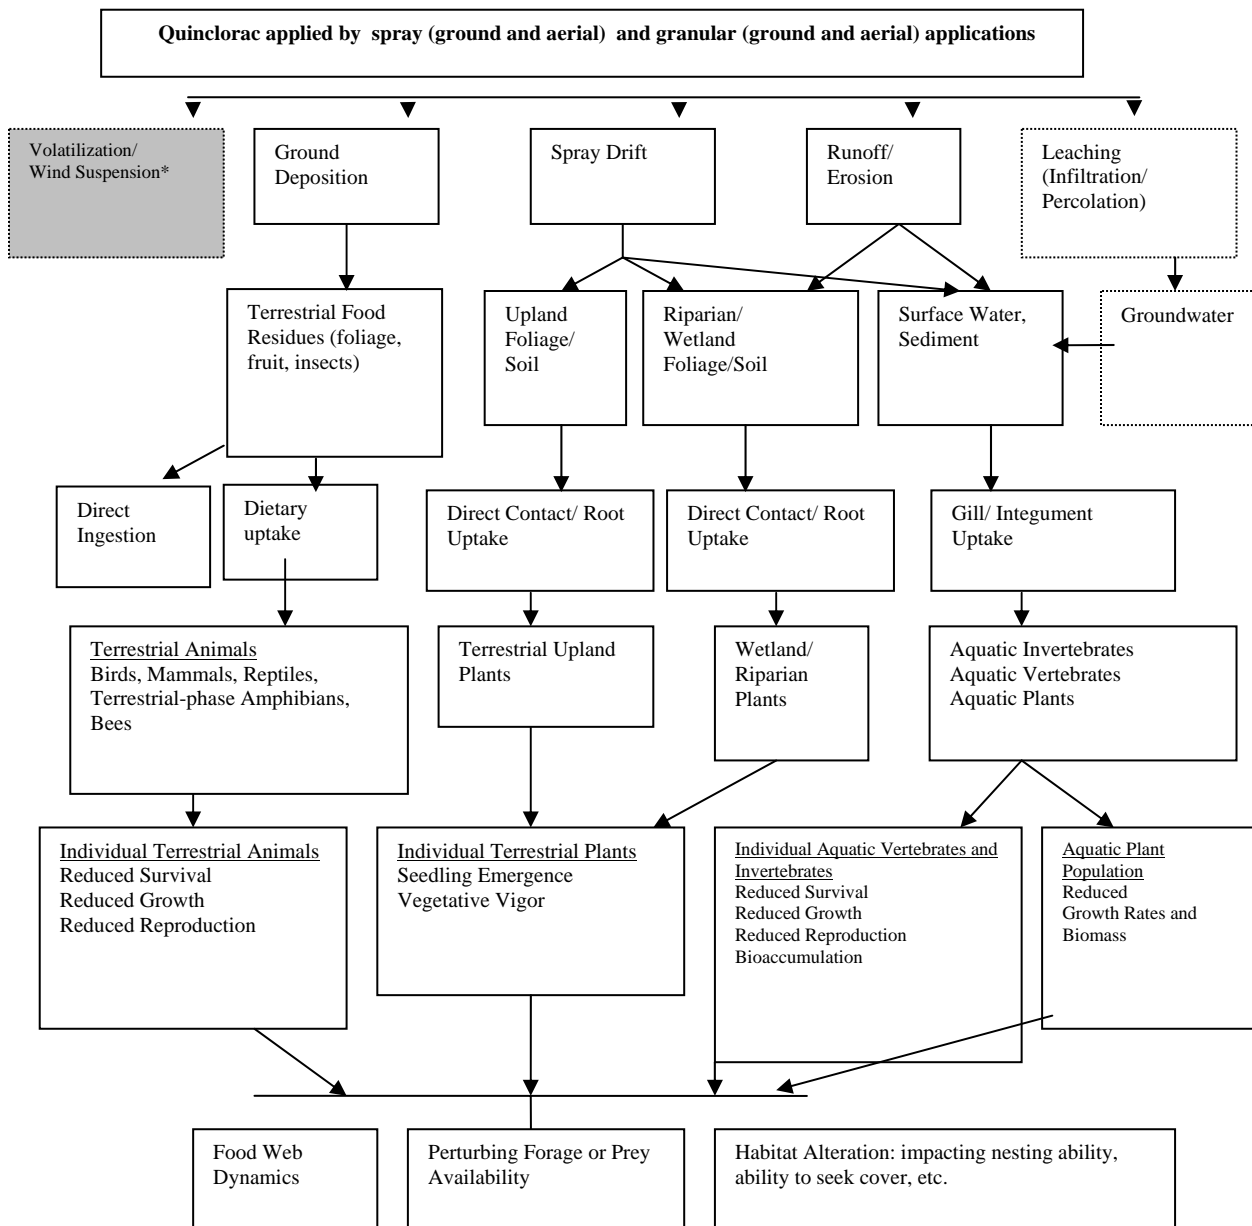 Quinclorac applied by  spray (ground and aerial)  and granular (ground and aerial) applications
Volatilization/
Wind Suspension*
Ground
Deposition
Spray Drift
Runoff/
Erosion
Leaching
(Infiltration/
Percolation)
Terrestrial Food
Residues (foliage,
fruit, insects)
Upland
Foliage/
Soil
Riparian/
Wetland
Foliage/Soil
Surface Water,
Sediment
Groundwater
Direct
Ingestion
Dietary
uptake
Direct Contact/ Root
Uptake
Direct Contact/ Root
Uptake
Gill/ Integument
Uptake
Terrestrial Animals
Birds, Mammals, Reptiles,
Terrestrial-phase Amphibians,
Bees
Terrestrial Upland
Plants
Wetland/
Riparian
Plants
Aquatic Invertebrates
Aquatic Vertebrates
Aquatic Plants
Individual Terrestrial Animals
Reduced Survival
Reduced Growth
Reduced Reproduction
Individual Terrestrial Plants
Seedling Emergence
Vegetative Vigor
Individual Aquatic Vertebrates and
Invertebrates
Reduced Survival
Reduced Growth
Reduced Reproduction
Bioaccumulation
Aquatic Plant
Population
Reduced
Growth Rates and
Biomass
Food Web
Dynamics
Perturbing Forage or Prey
Availability
Habitat Alteration: impacting nesting ability,
ability to seek cover, etc.